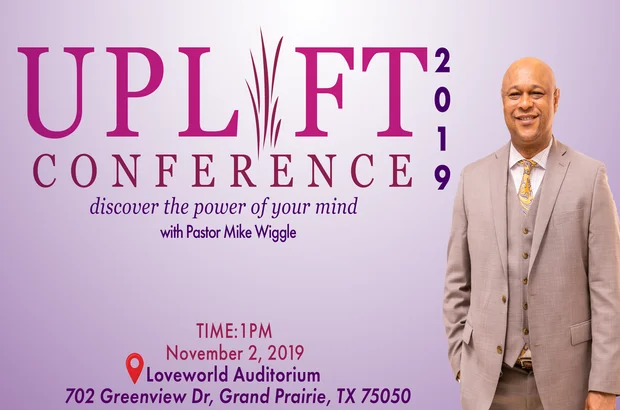 UPLIFT
2019
CONFERENCE
discover the power of your mind
with Pastor Mike Wiggle
TIME:1PM
November 2, 2019
Loveworld Auditorium
702 Greenview Dr, Grand Prairie, TX 75050